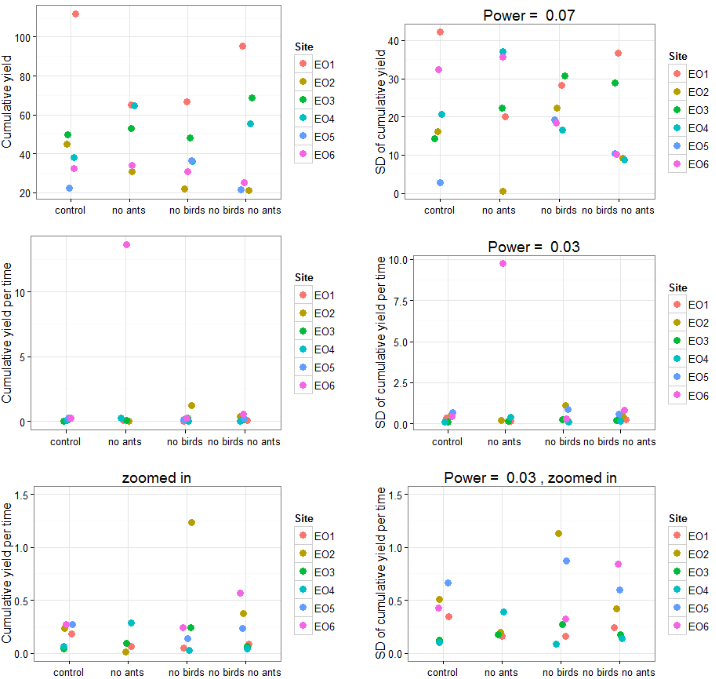 Cumulative yield
100
80
60
40
20
control
no ants
no birds
no birds no ants
Site
EO1
EO2
EO3
EO4
EO5
EO6
Power = 0.07
SD of cumulative yield
40
30
20
10
0
control
no ants
no birds
no birds no ants
Site
EO1
EO2
EO3
EO4
EO5
EO6
Cumulative yield per time
10
5
0
control
no ants
no birds
no birds no ants
Site
EO1
EO2
EO3
EO4
EO5
EO6
Power = 0.03
SD of cumulative yield per time
10.0
7.5
5.0
2.5
0.0
control
no ants
no birds
no birds no ants
Site
EO1
EO2
EO3
EO4
EO5
EO6
zoomed in
Cumulative yield per time
1.5
1.0
0.5
0.0
control
no ants
no birds
no birds no ants
Site
EO1
EO2
EO3
EO4
EO5
EO6
Power = 0.03 , zoomed in
SD of cumulative yield per time
1.5
1.0
0.5
0.0
control
no ants
no birds
no birds no ants
Site
EO1
EO2
EO3
EO4
EO5
EO6